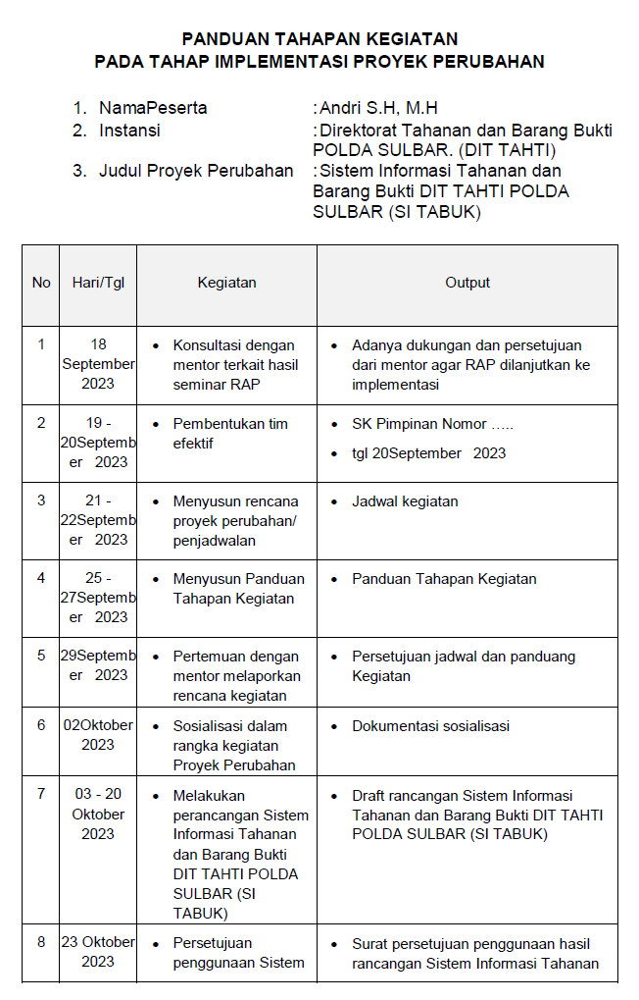 PANDUAN TAHAPAN KEGIATAN
PADA TAHAP IMPLEMENTASI PROYEK PERUBAHAN
1. NamaPeserta :Andri S.H, M.H
2. Instansi :Direktorat Tahanan dan Barang Bukti
POLDA SULBAR. (DIT TAHTI)
3. Judul Proyek Perubahan :Sistem Informasi Tahanan dan
Barang Bukti DIT TAHTI POLDA
SULBAR (SI TABUK)
No Hari/Tgl Kegiatan Output
1
18
September
2023
• Konsultasi dengan
mentor terkait hasil
seminar RAP
• Adanya dukungan dan persetujuan
dari mentor agar RAP dilanjutkan ke
implementasi
2
19 -
20Septemb
er 2023
• Pembentukan tim
efektif
• SK Pimpinan Nomor …..
• tgl 20September 2023
3
21 -
22Septemb
er 2023
• Menyusun rencana
proyek perubahan/
penjadwalan
• Jadwal kegiatan
4
25 -
27Septemb
er 2023
• Menyusun Panduan
Tahapan Kegiatan
• Panduan Tahapan Kegiatan
5
29Septemb
er 2023
• Pertemuan dengan
mentor melaporkan
rencana kegiatan
• Persetujuan jadwal dan panduang
Kegiatan
6
02Oktober
2023
• Sosialisasi dalam
rangka kegiatan
Proyek Perubahan
• Dokumentasi sosialisasi
7
03 - 20
Oktober
2023
• Melakukan
perancangan Sistem
Informasi Tahanan
dan Barang Bukti
DIT TAHTI POLDA
SULBAR (SI
TABUK)
• Draft rancangan Sistem Informasi
Tahanan dan Barang Bukti DIT TAHTI
POLDA SULBAR (SI TABUK)
8
23 Oktober
2023
• Persetujuan
penggunaan Sistem
• Surat persetujuan penggunaan hasil
rancangan Sistem Informasi Tahanan